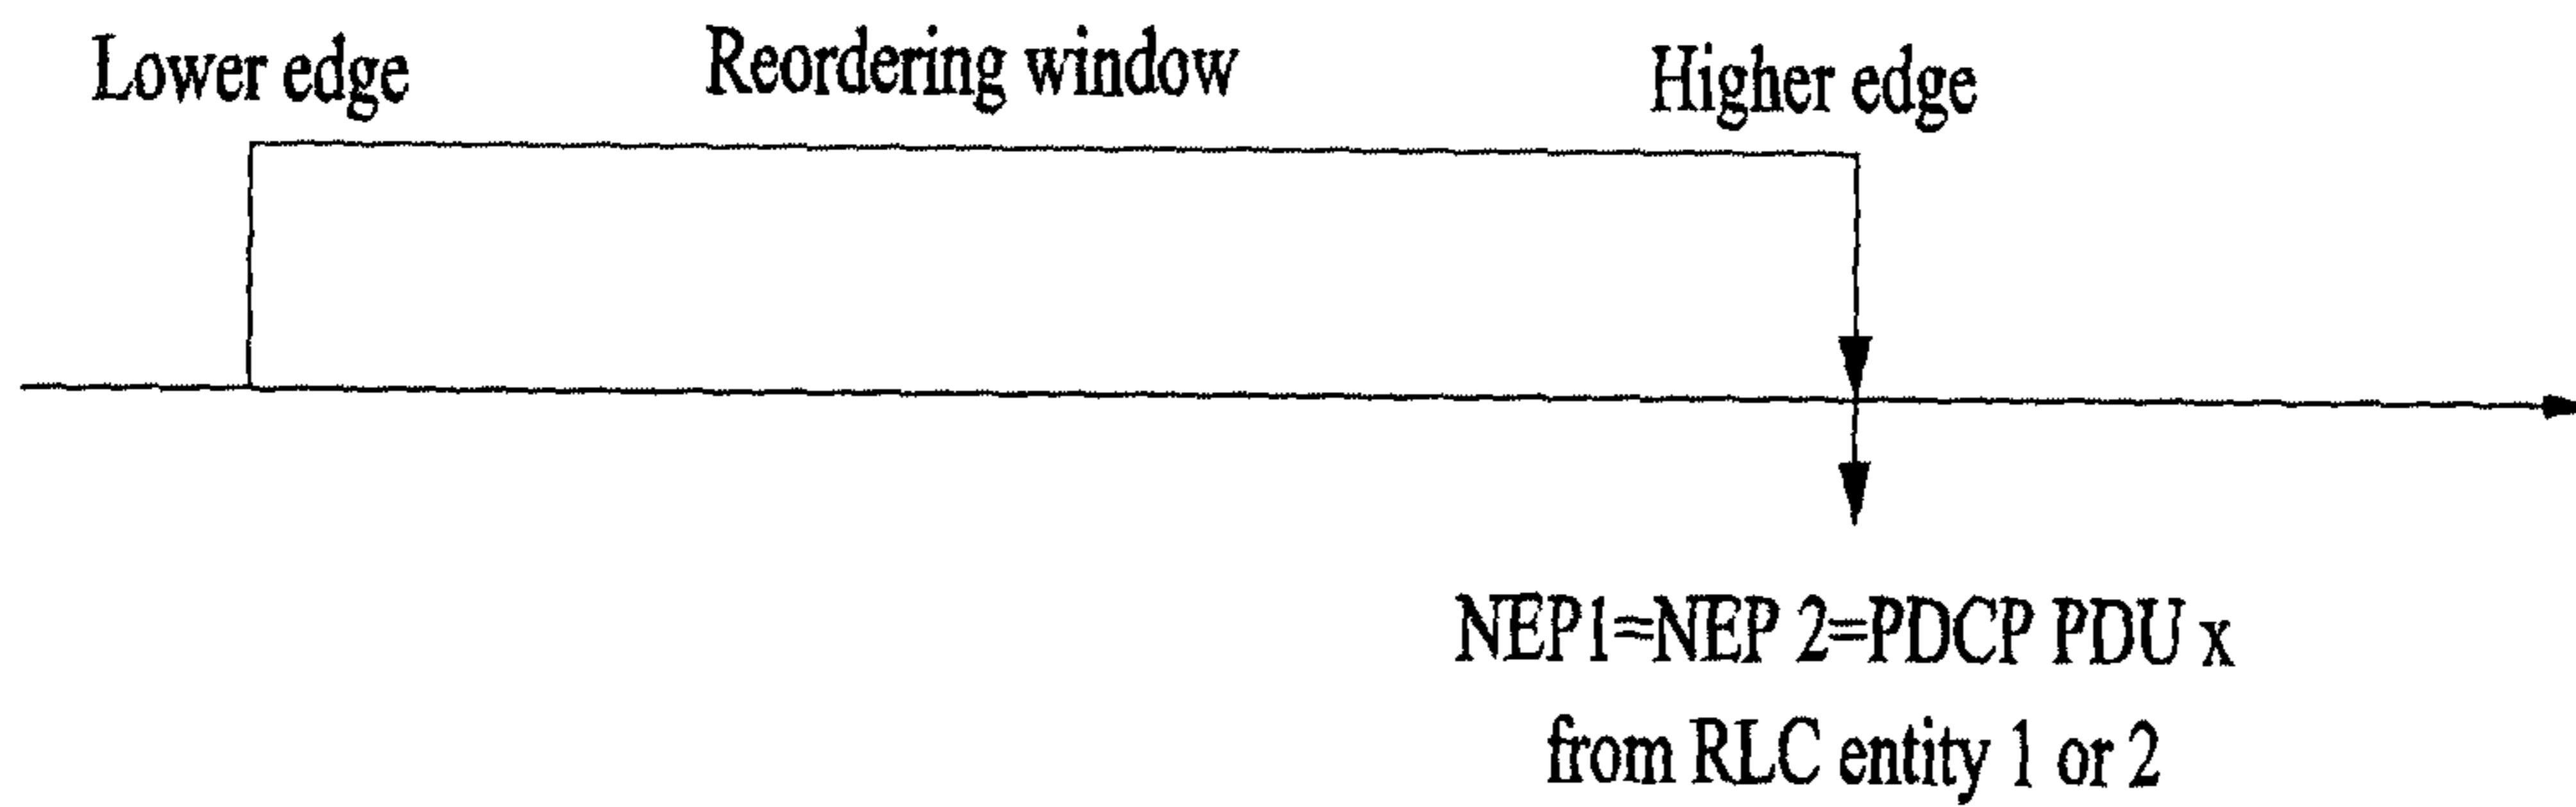 Lower edge
Reordering window
Higher edge
NEP1=NEP 2=PDCP PDU x
from RLC entity 1 or 2